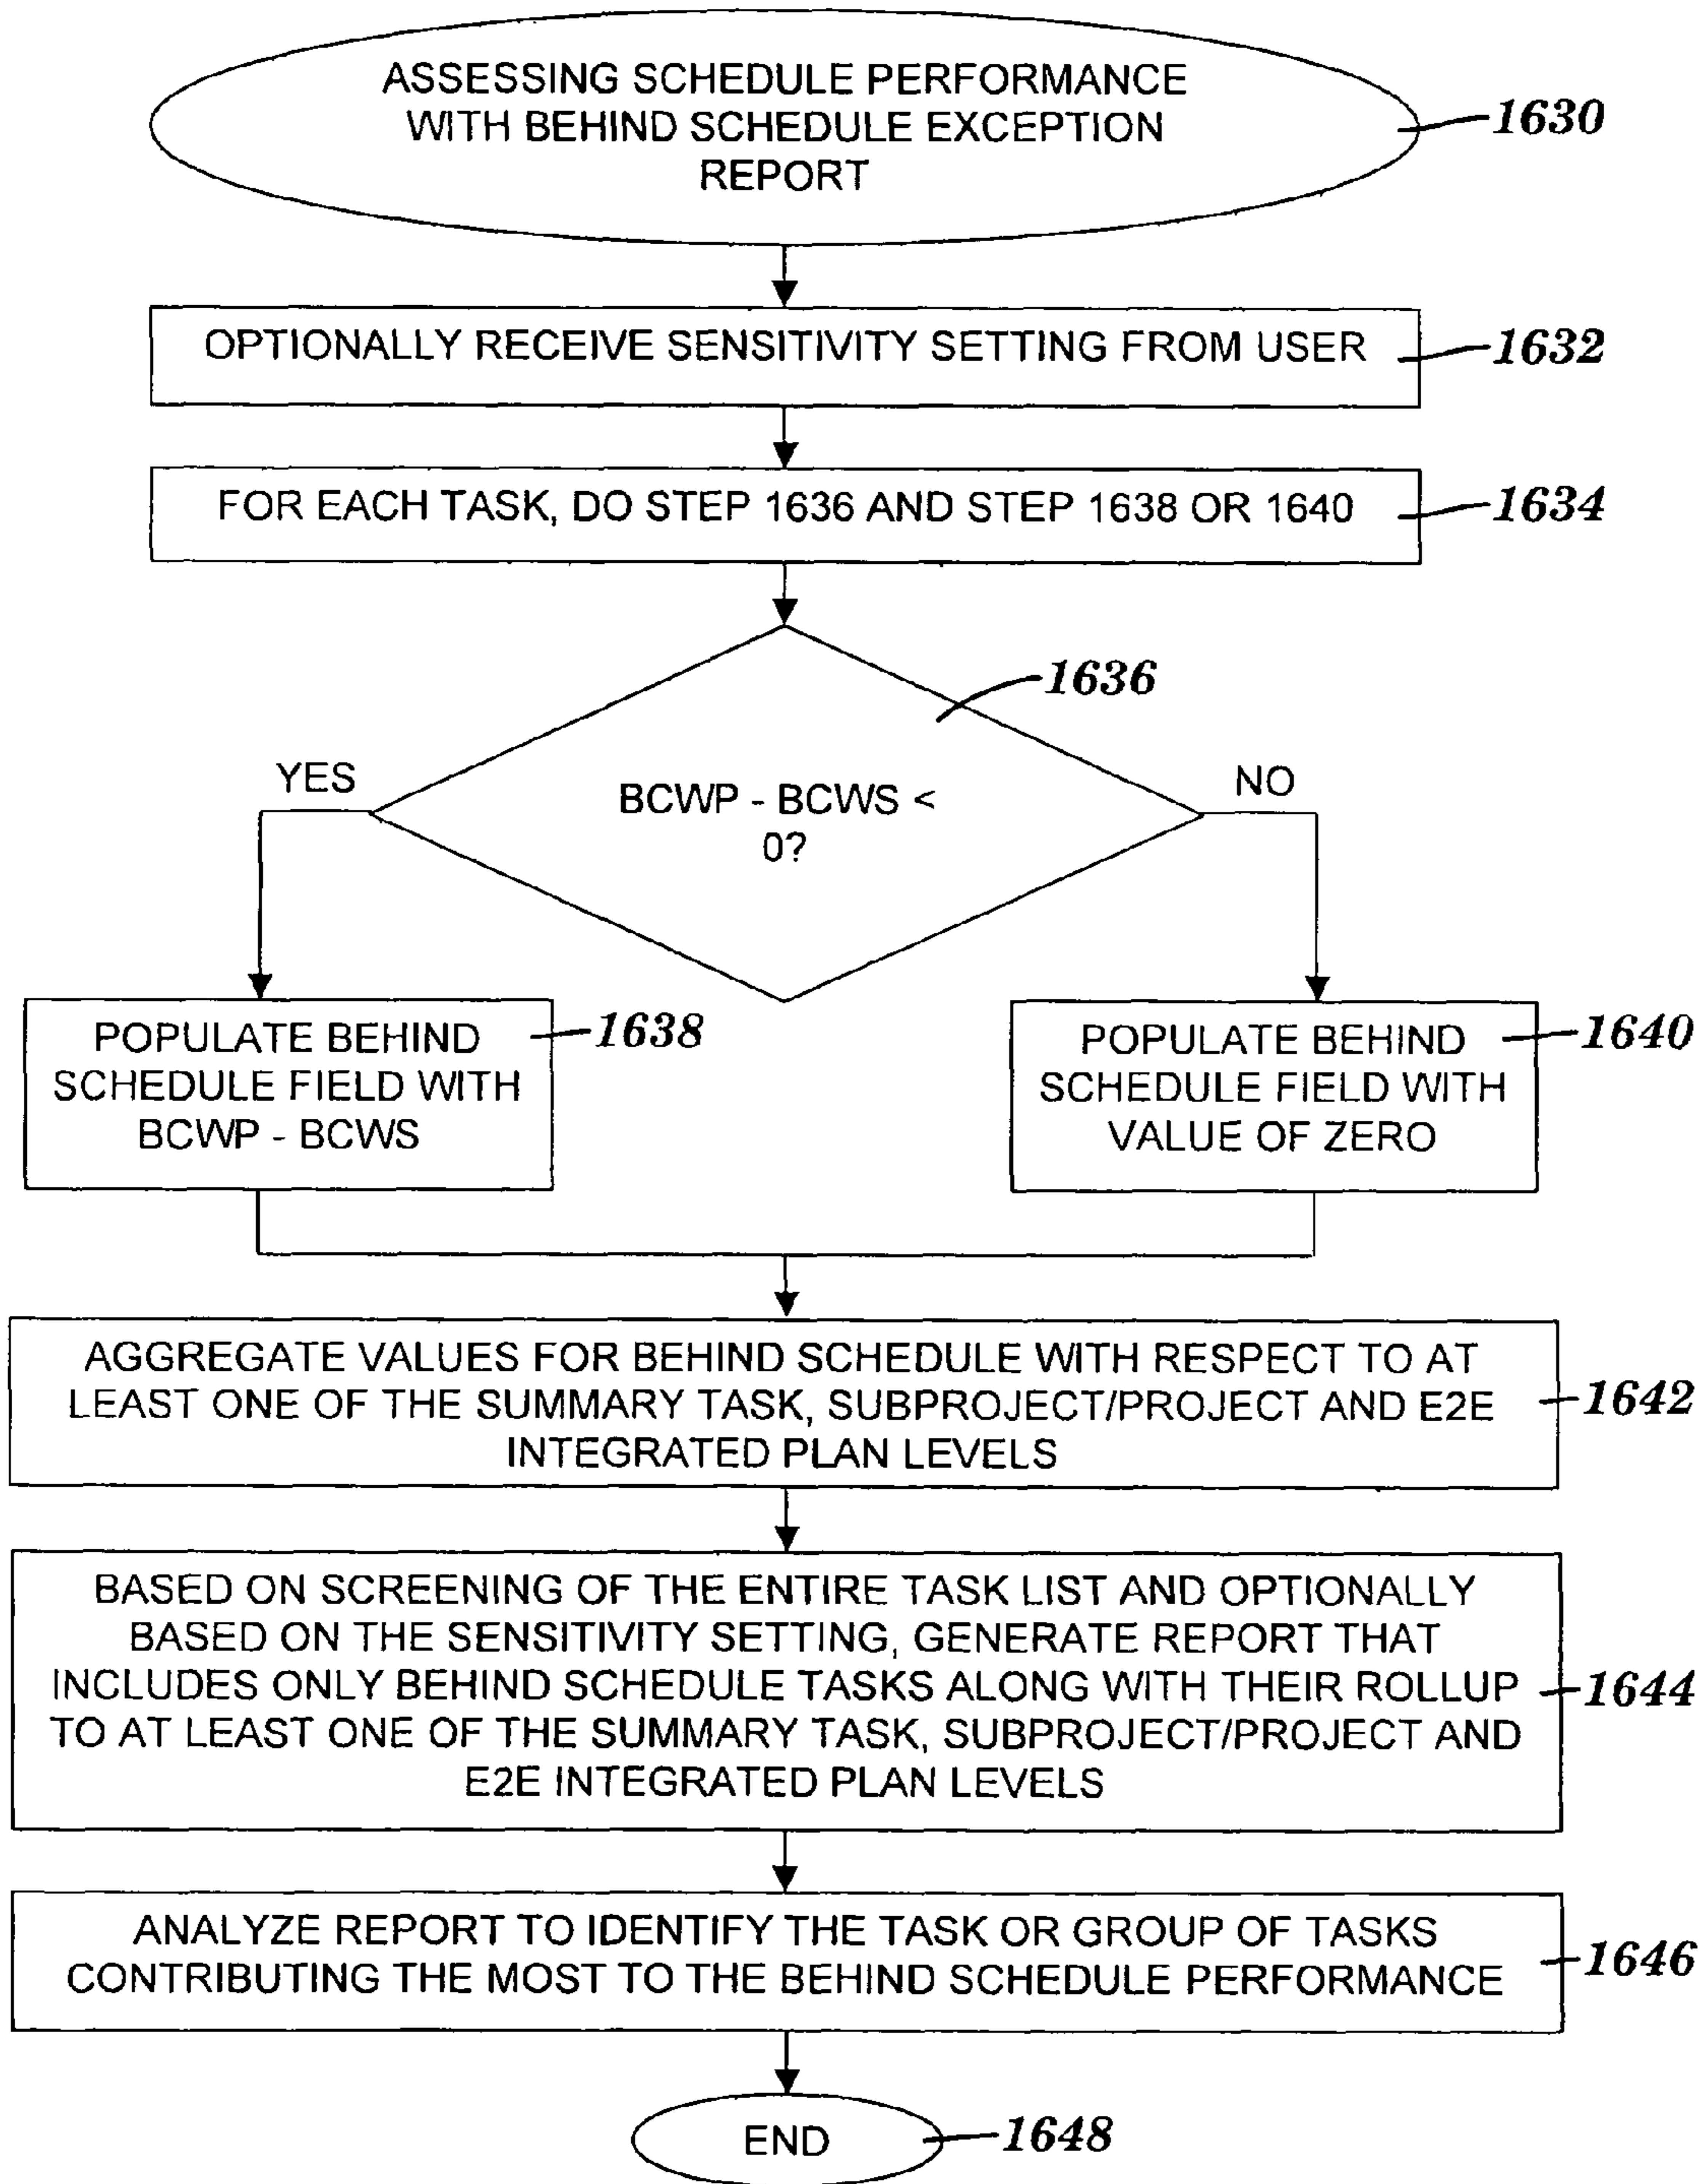 ASSESSING SCHEDULE PERFORMANCE
WITH BEHIND SCHEDULE EXCEPTION
REPORT
1630
OPTIONALLY RECEIVE SENSITIVITY SETTING FROM USER
1632
FOR EACH TASK, DO STEP 1636 AND STEP 1638 OR 1640
1634
1636
YES
NO
BCWP - BCWS <
0?
POPULATE BEHIND
SCHEDULE FIELD WITH
BCWP - BCWS
1638
POPULATE BEHIND
SCHEDULE FIELD WITH
VALUE OF ZERO
1640
AGGREGATE VALUES FOR BEHIND SCHEDULE WITH RESPECT TO AT
LEAST ONE OF THE SUMMARY TASK, SUBPROJECT/PROJECT AND E2E
INTEGRATED PLAN LEVELS
1642
BASED ON SCREENING OF THE ENTIRE TASK LIST AND OPTIONALLY
BASED ON THE SENSITIVITY SETTING, GENERATE REPORT THAT
INCLUDES ONLY BEHIND SCHEDULE TASKS ALONG WITH THEIR ROLLUP
TO AT LEAST ONE OF THE SUMMARY TASK, SUBPROJECT/PROJECT AND
E2E INTEGRATED PLAN LEVELS
1644
ANALYZE REPORT TO IDENTIFY THE TASK OR GROUP OF TASKS
CONTRIBUTING THE MOST TO THE BEHIND SCHEDULE PERFORMANCE
1646
END
1648